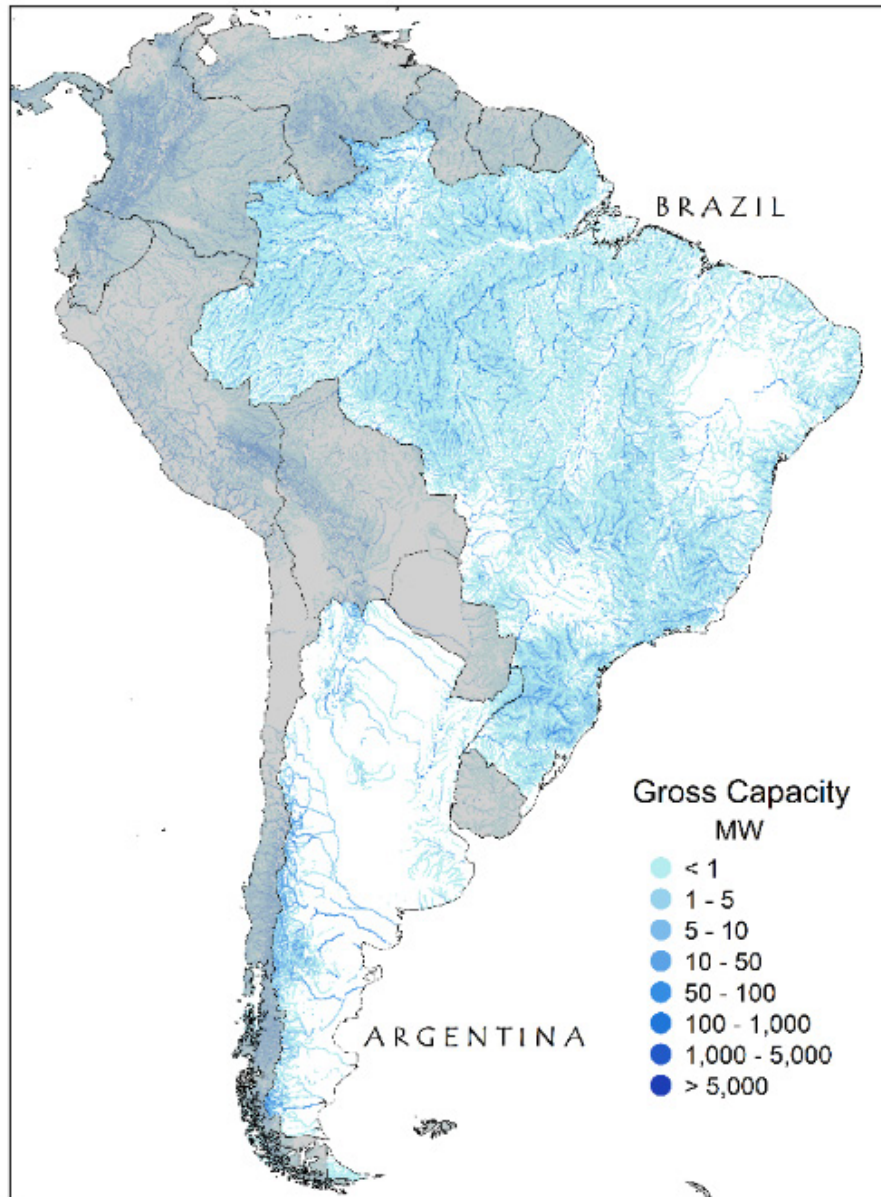 BRAZIL
Gross Capacity
MW
< 1
1 - 5
5 - 10
10 - 50
50 - 100
100 - 1,000
1,000 - 5,000
> 5,000
ARGENTINA